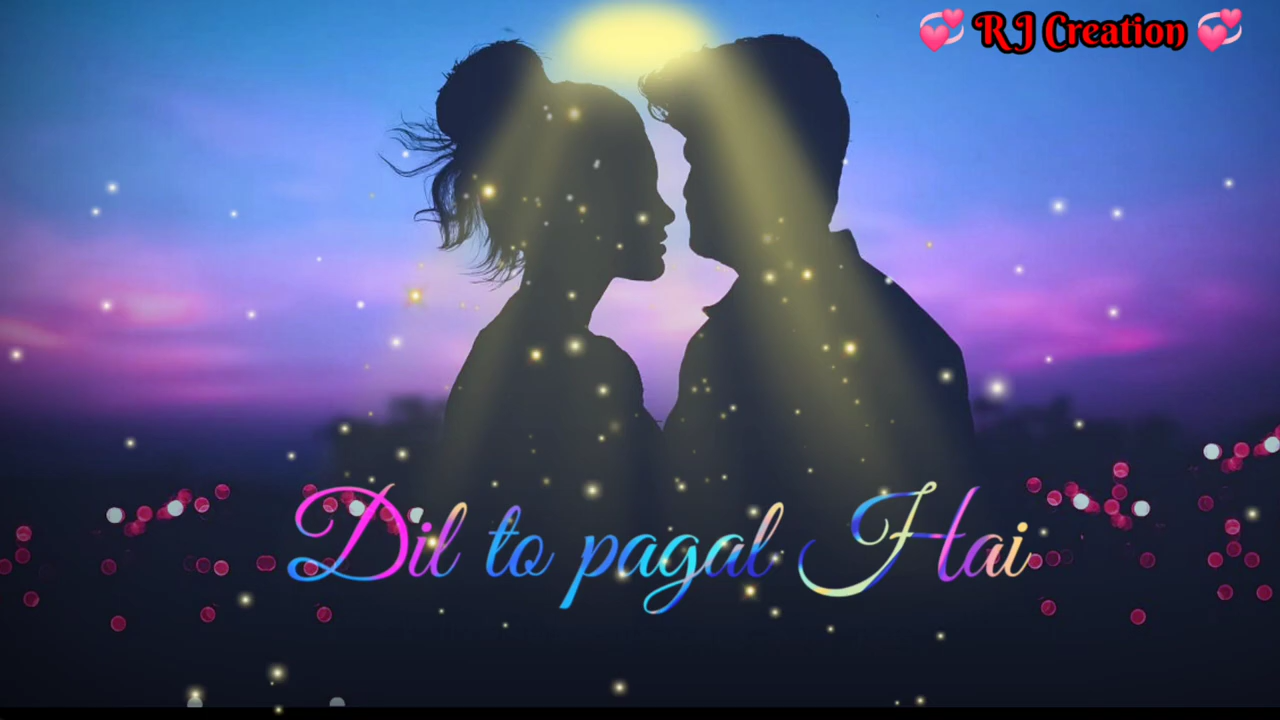 💞 RJ Creation 💞
Dil to pagal Hai